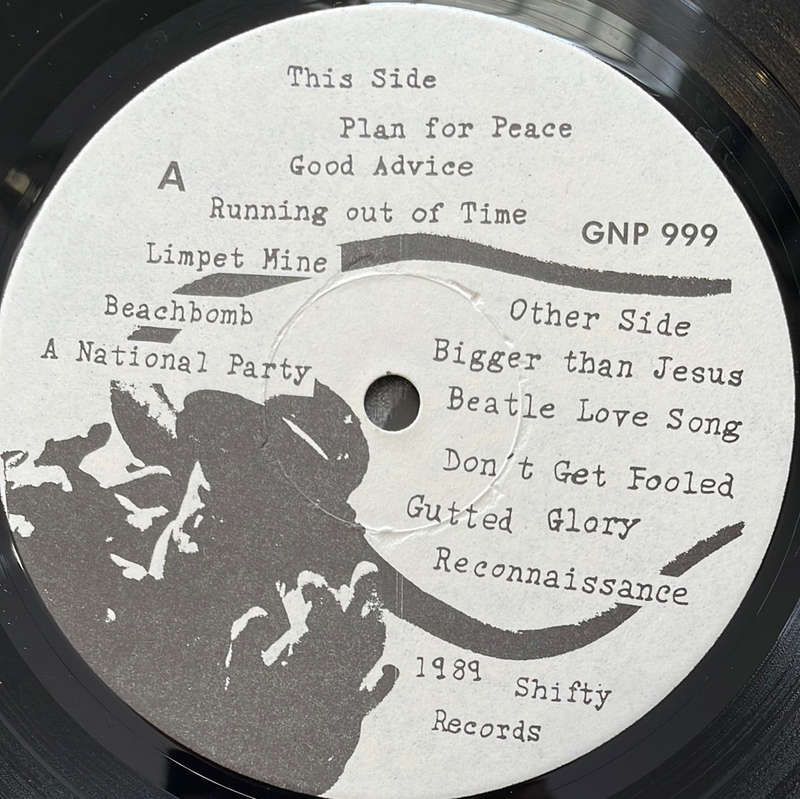 This Side
Plan for Peace
Good Advice
A
Running out of Time
GNP 999
Limpet Mine
Beachbomb
A National Party
Other Side
Bigger than Jesus
Beatle Love Song
Don't Get Fooled
Gutted Glory
Reconnaissance
1989 Shifty
Records